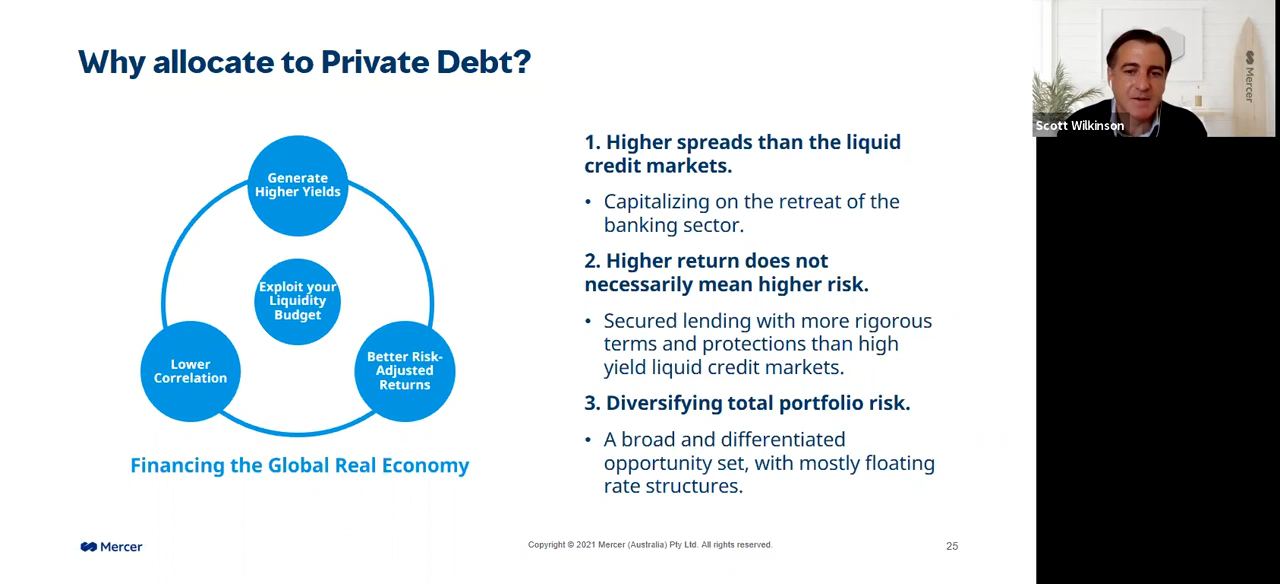 Why allocate to Private Debt?
Generate
Higher Yields
Exploit your
Liquidity
Budget
Lower
Correlation
Better Risk-
Adjusted
Returns
Financing the Global Real Economy
1. Higher spreads than the liquid
credit markets.
• Capitalizing on the retreat of the
banking sector.
2. Higher return does not
necessarily mean higher risk.
• Secured lending with more rigorous
terms and protections than high
yield liquid credit markets.
3. Diversifying total portfolio risk.
• A broad and differentiated
opportunity set, with mostly floating
rate structures.
Mercer
Copyright © 2021 Mercer (Australia) Pty Ltd. All rights reserved.
25
Mercer
Scott Wilkinson